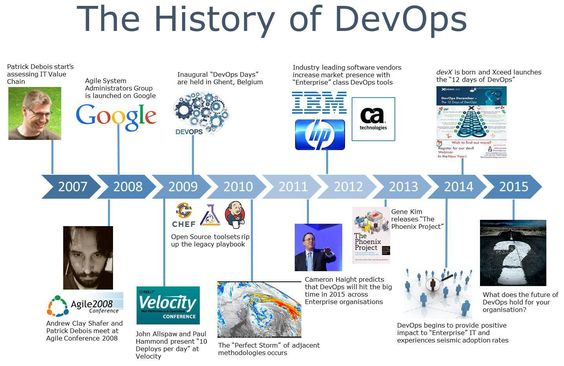 The History of DevOps
Patrick Debois start's
assessing IT Value
Chain
Agile System
Administrators Group
is launched on Google
Google
Inaugural "DevOps Days"
are held in Ghent, Belgium
DEVOPS
Industry leading software vendors
increase market presence with
"Enterprise" class DevOps tools
IBM
hp
ca
technologies
devX is born and Xceed launches
the "12 days of DevOps"
DevOps December -
The 12 Days of DevOps
2007
2008
2009
2010
2011
2012
2013
2014
2015
Agile2008
Conference
Andrew Clay Shafer and
Patrick Debois meet at
Agile Conference 2008
CHEF
Open Source toolsets rip
up the legacy playbook
Velocity
CONFERENCE
John Allspaw and Paul
Hammond present "10
Deploys per day" at
Velocity
The "Perfect Storm" of adjacent
methodologies occurs
Cameron Haight predicts
that DevOps will hit the big
time in 2015 across
Enterprise organisations
The
Phoenix
Project
Gene Kim
releases "The
Phoenix Project"
DevOps begins to provide positive
impact to "Enterprise" IT and
experiences seismic adoption rates
What does the future of
DevOps hold for your
organisation?